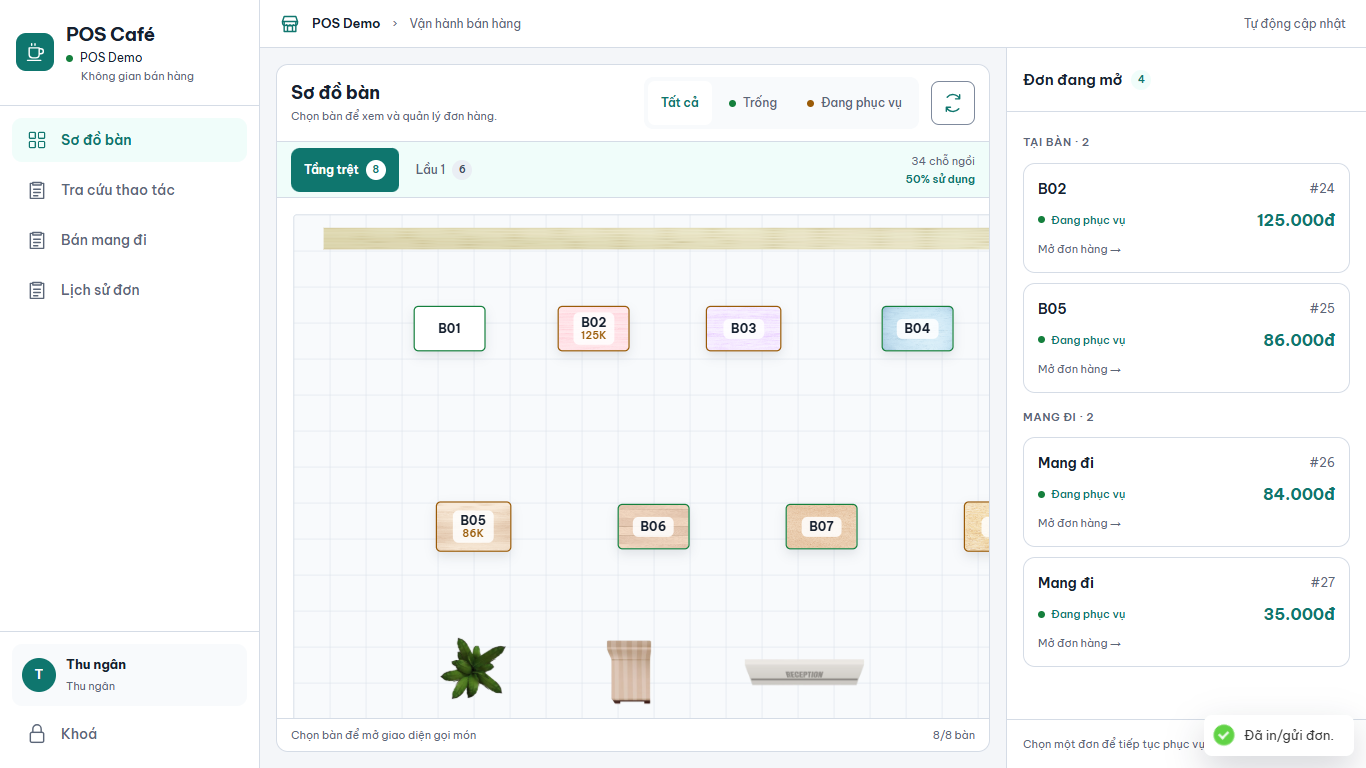 POS Café
POS Demo
Không gian bán hàng
Sơ đồ bàn
Tra cứu thao tác
Bán mang đi
Lịch sử đơn
T
Thu ngân
Thu ngân
Khoá
POS Demo › Vận hành bán hàng
Tự động cập nhật
Sơ đồ bàn
Chọn bàn để xem và quản lý đơn hàng.
Tất cả
Trống
Đang phục vụ
Tầng trệt 8
Lầu 1 6
34 chỗ ngồi
50% sử dụng
B01
B02
125K
B03
B04
B05
86K
B06
B07
RECEPTION
Chọn bàn để mở giao diện gọi món
8/8 bàn
Đơn đang mở 4
TẠI BÀN · 2
B02 #24
Đang phục vụ 125.000đ
Mở đơn hàng →
B05 #25
Đang phục vụ 86.000đ
Mở đơn hàng →
MANG ĐI · 2
Mang đi #26
Đang phục vụ 84.000đ
Mở đơn hàng →
Mang đi #27
Đang phục vụ 35.000đ
Mở đơn hàng →
Chọn một đơn để tiếp tục phục vụ
Đã in/gửi đơn.